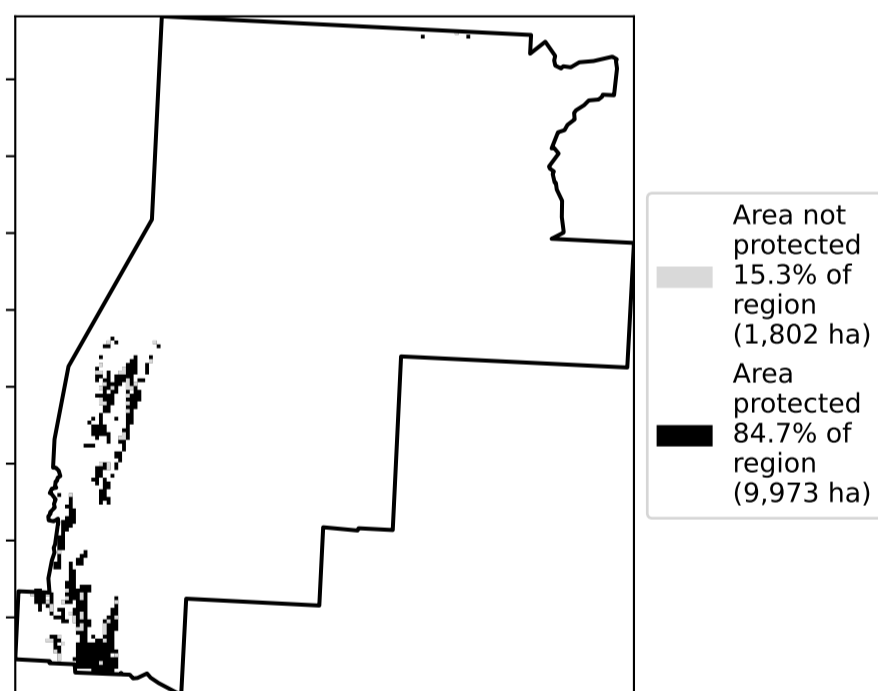 Area not
protected
15.3% of
region
(1,802 ha)
Area
protected
84.7% of
region
(9,973 ha)